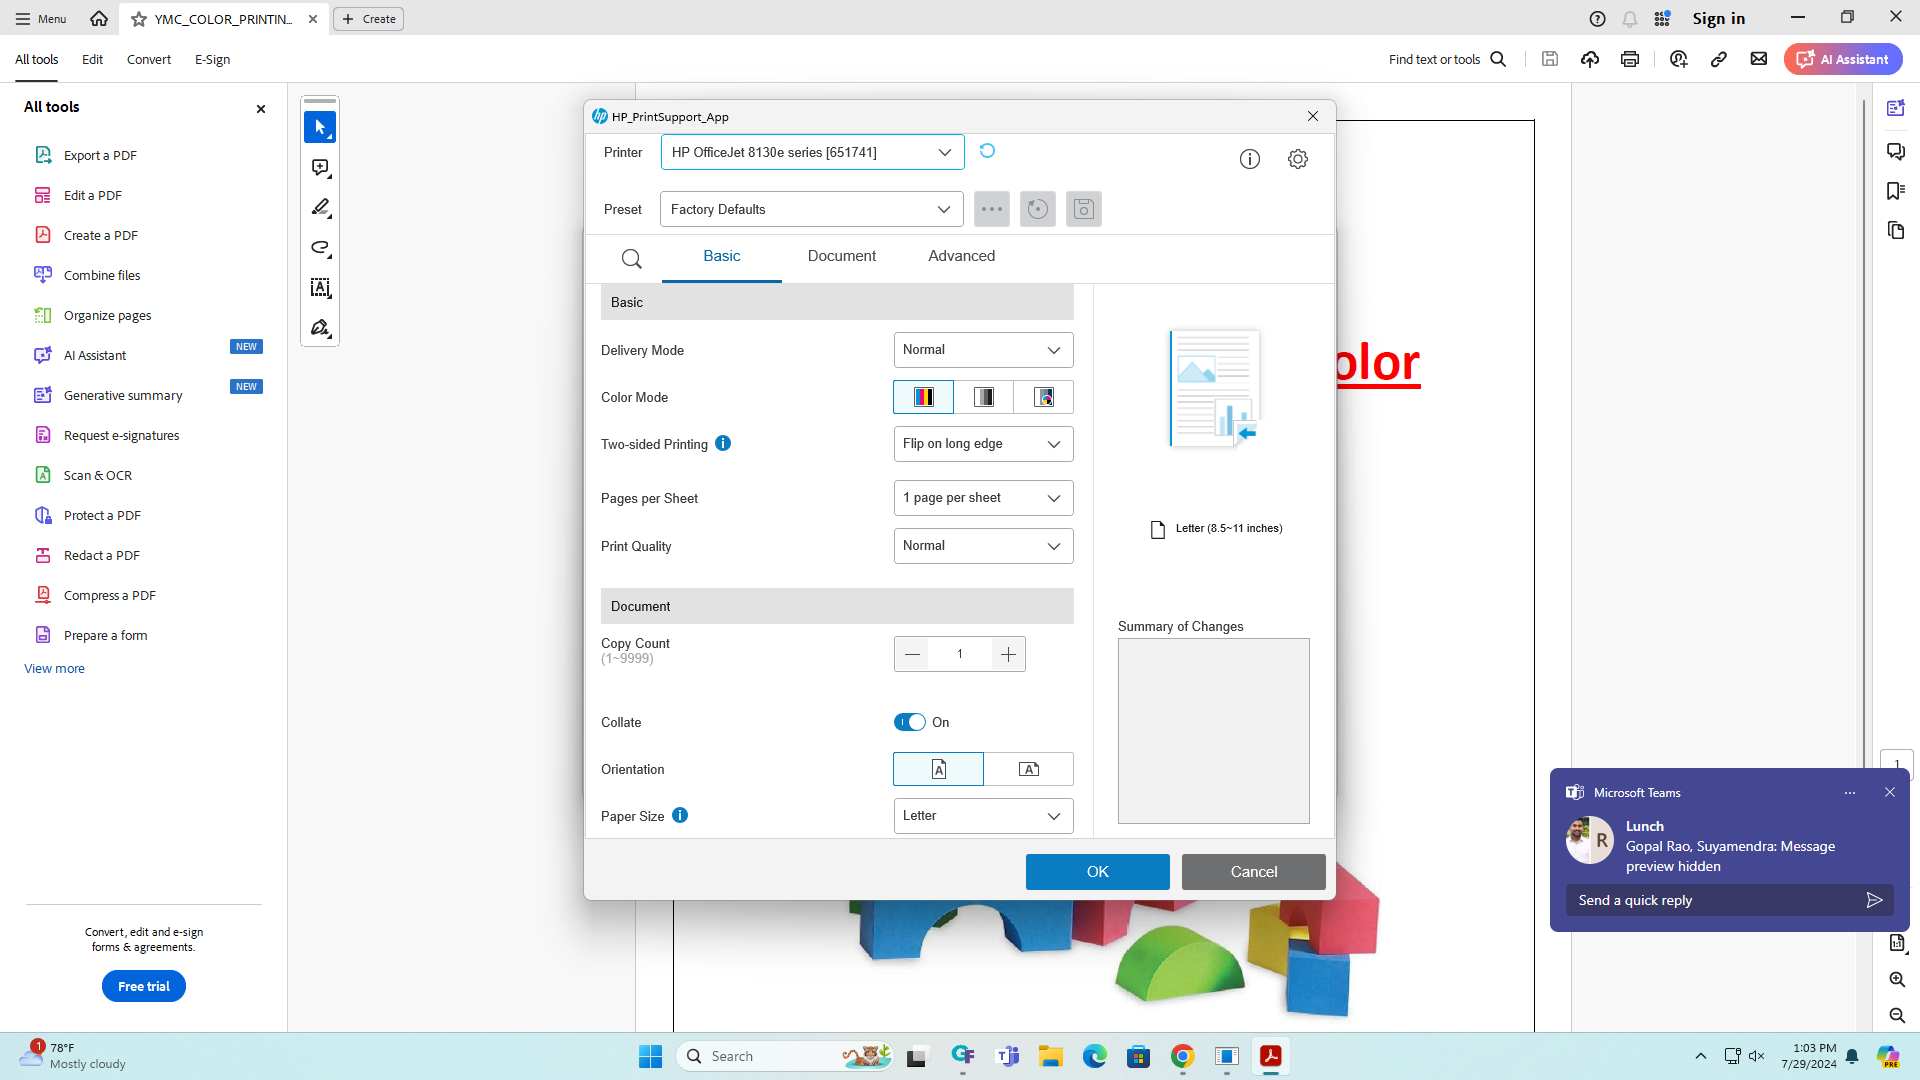 Menu
YMC_COLOR_PRINTIN...
Create
Sign in
All tools
Edit
Convert
E-Sign
Find text or tools
AI Assistant
All tools
Export a PDF
Edit a PDF
Create a PDF
Combine files
Organize pages
AI Assistant
NEW
Generative summary
NEW
Request e-signatures
Scan & OCR
Protect a PDF
Redact a PDF
Compress a PDF
Prepare a form
View more
Convert, edit and e-sign
forms & agreements.
Free trial
HP_PrintSupport_App
Printer
HP OfficeJet 8130e series [651741]
Preset
Factory Defaults
Basic
Document
Advanced
Basic
Delivery Mode
Normal
Color Mode
Two-sided Printing
Flip on long edge
Pages per Sheet
1 page per sheet
Print Quality
Normal
Document
Copy Count
(1~9999)
1
Collate
On
Orientation
A
A
Paper Size
Letter
Letter (8.5~11 inches)
Summary of Changes
OK
Cancel
olor
1
Microsoft Teams
R
Lunch
Gopal Rao, Suyamendra: Message
preview hidden
Send a quick reply
1:1
1
78°F
Mostly cloudy
Search
PRE
1:03 PM
7/29/2024